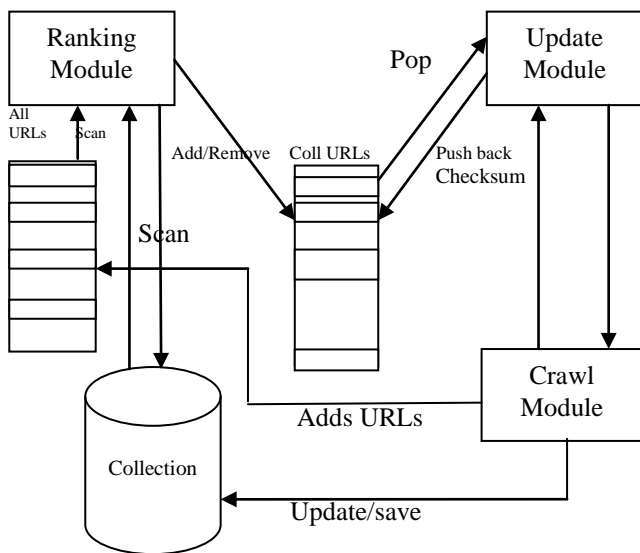 Ranking
Module
Update
Module
Pop
All
URLs
Scan
Add/Remove
Coll URLs
Push back
Checksum
Scan
Crawl
Module
Adds URLs
Collection
Update/save